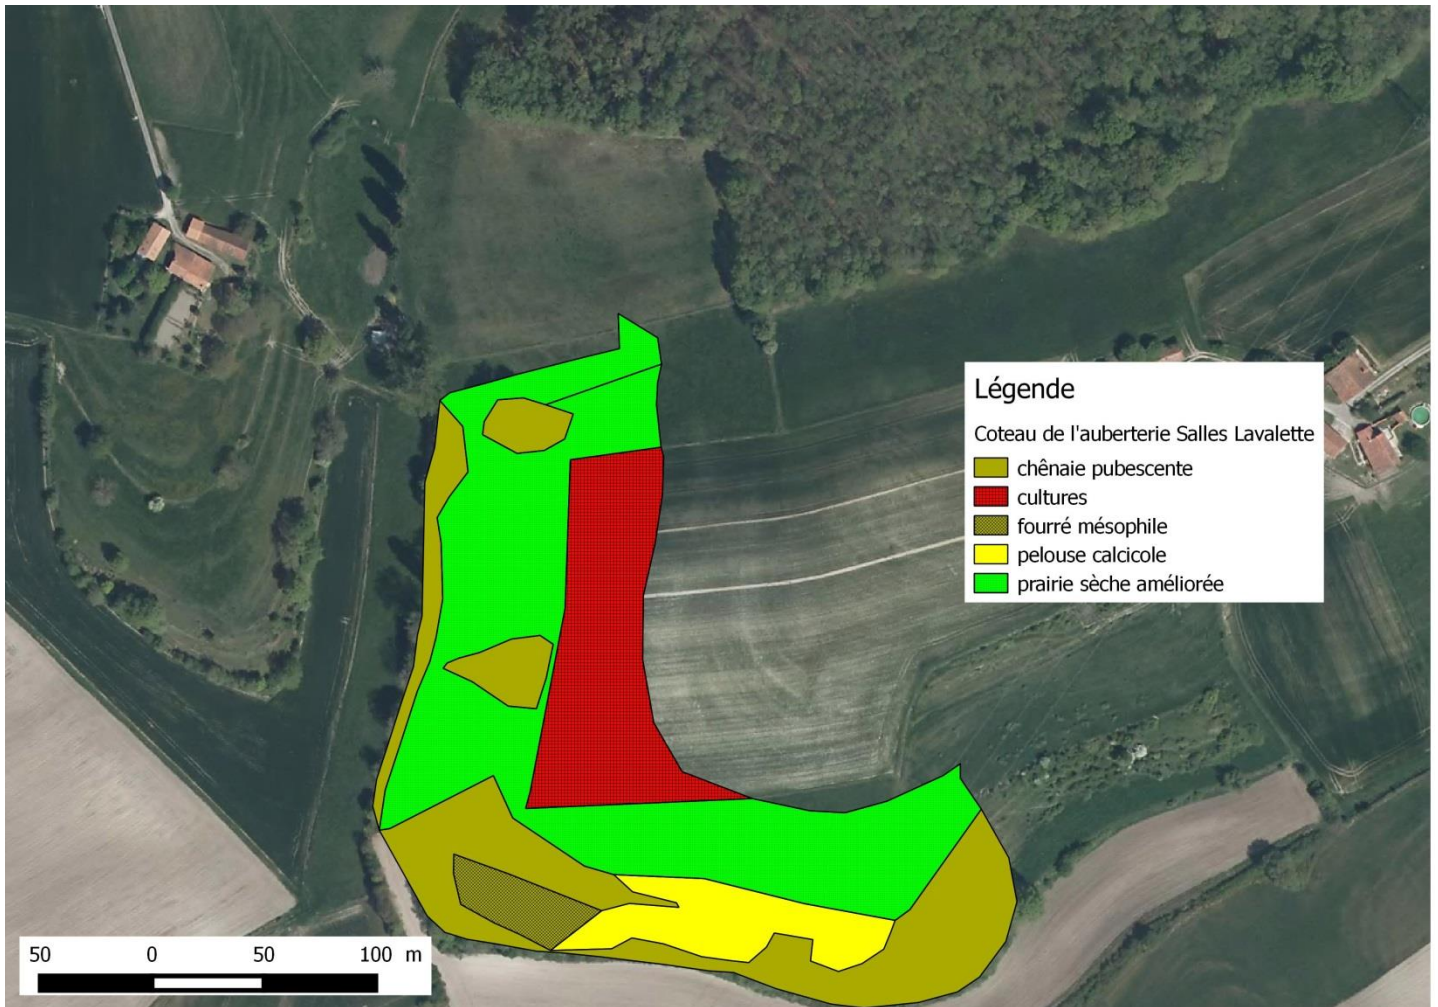 Légende
Coteau de l'auberterie Salles Lavalette
chênaie pubescente
cultures
fourré mésophile
pelouse calcicole
prairie sèche améliorée
50 0 50 100 m